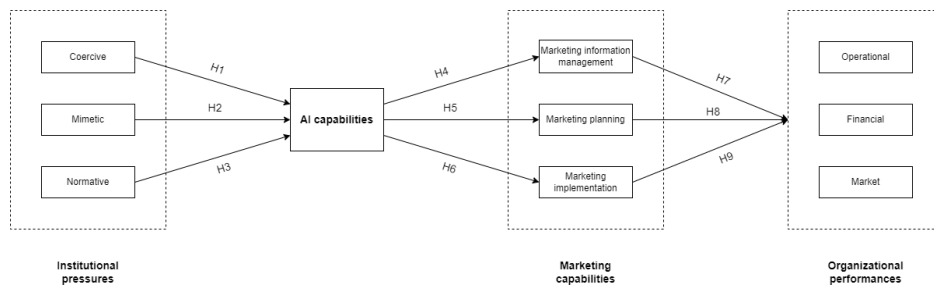 Coercive
Mimetic
Normative
H1
H2
H3
AI capabilities
H4
H5
H6
Marketing information
management
Marketing planning
Marketing
implementation
H7
H8
H9
Operational
Financial
Market
Institutional
pressures
Marketing
capabilities
Organizational
performances